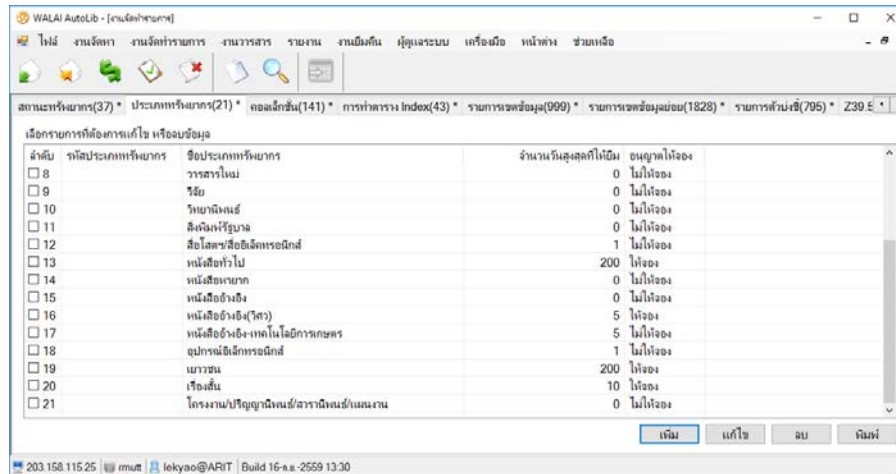 WALAI AutoLib - [งานจัดทำรายการ]
ไฟล์ งานจัดหา งานจัดทำรายการ งานวารสาร รายงาน งานยืมคืน ผู้ดูแลระบบ เครื่องมือ หน้าต่าง ช่วยเหลือ
สถานะทรัพยากร(37) * ประเภททรัพยากร(21) * คอลเล็กชั่น(141) * การทำตาราง Index(43) * รายการเขตข้อมูล(999) * รายการเขตข้อมูลย่อย(1828) * รายการตัวบ่งชี้(795) * Z39.5
เลือกรายการที่ต้องการแก้ไข หรือลบข้อมูล
ลำดับ รหัสประเภททรัพยากร ชื่อประเภททรัพยากร จำนวนวันสูงสุดที่ให้ยืม อนุญาตให้จอง
8 วารสารใหม่ 0 ไม่ให้จอง
9 วิจัย 0 ไม่ให้จอง
10 วิทยานิพนธ์ 0 ไม่ให้จอง
11 สิ่งพิมพ์รัฐบาล 0 ไม่ให้จอง
12 สื่อโสตฯ/สื่ออิเล็คทรอนิกส์ 1 ไม่ให้จอง
13 หนังสือทั่วไป 200 ให้จอง
14 หนังสือหายาก 0 ไม่ให้จอง
15 หนังสืออ้างอิง 0 ไม่ให้จอง
16 หนังสืออ้างอิง(วิศว) 5 ให้จอง
17 หนังสืออ้างอิง-เทคโนโลยีการเกษตร 5 ไม่ให้จอง
18 อุปกรณ์อิเล็กทรอนิกส์ 1 ไม่ให้จอง
19 เยาวชน 200 ให้จอง
20 เรื่องสั้น 10 ให้จอง
21 โครงงาน/ปริญญานิพนธ์/สารานิพนธ์/แผนงาน 0 ไม่ให้จอง
เพิ่ม แก้ไข ลบ พิมพ์
203.158.115.25 rmutt lekyao@ARIT Build 16-ก.ย.-2559 13:30